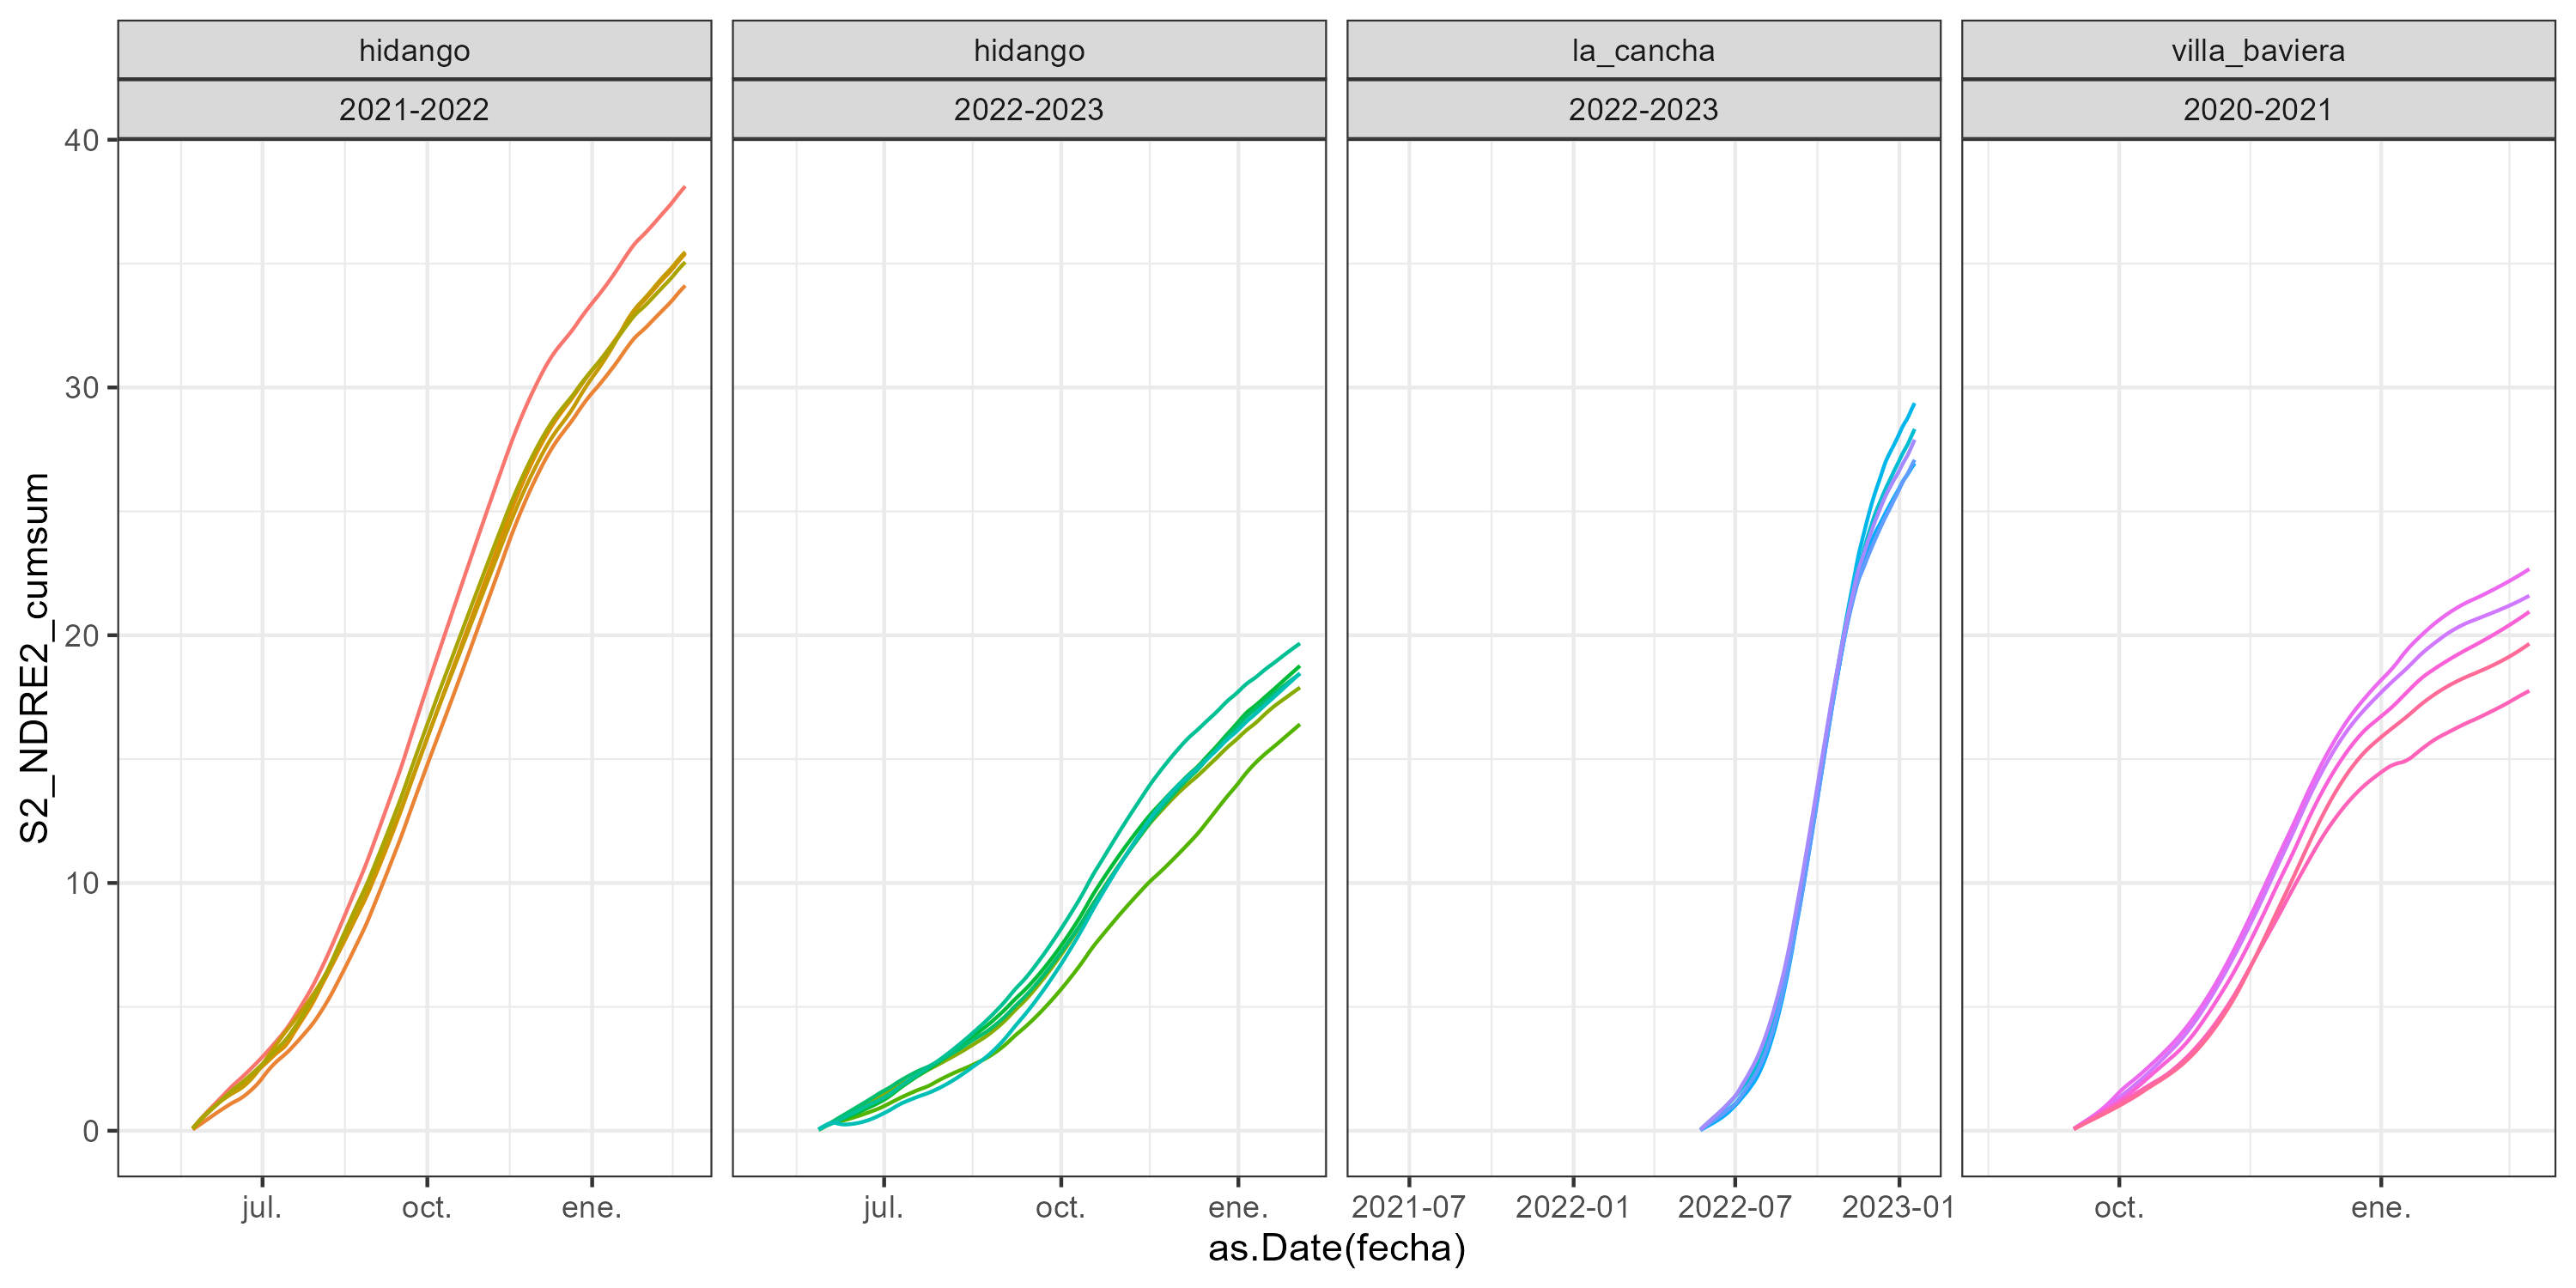 hidango hidango la_cancha villa_baviera
2021-2022 2022-2023 2022-2023 2020-2021
40
30
20
10
0
S2_NDRE2_cumsum
jul. oct. ene. jul. oct. ene. 2021-07 2022-01 2022-07 2023-01 oct. ene.
as.Date(fecha)